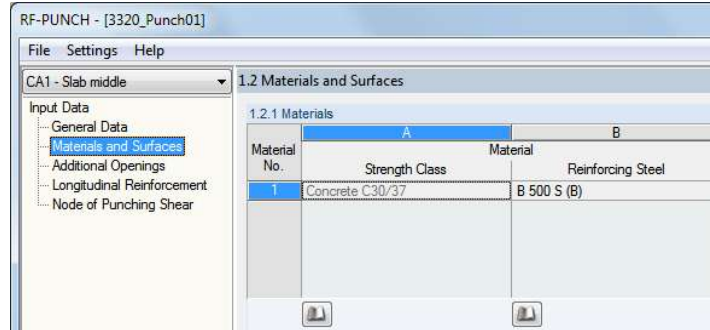 RF-PUNCH - [3320_Punch01]
File Settings Help
CA1 - Slab middle
1.2 Materials and Surfaces
Input Data
General Data
Materials and Surfaces
Additional Openings
Longitudinal Reinforcement
Node of Punching Shear
1.2.1 Materials
A B
Material No.
Material
Strength Class Reinforcing Steel
1 Concrete C30/37 B 500 S (B)